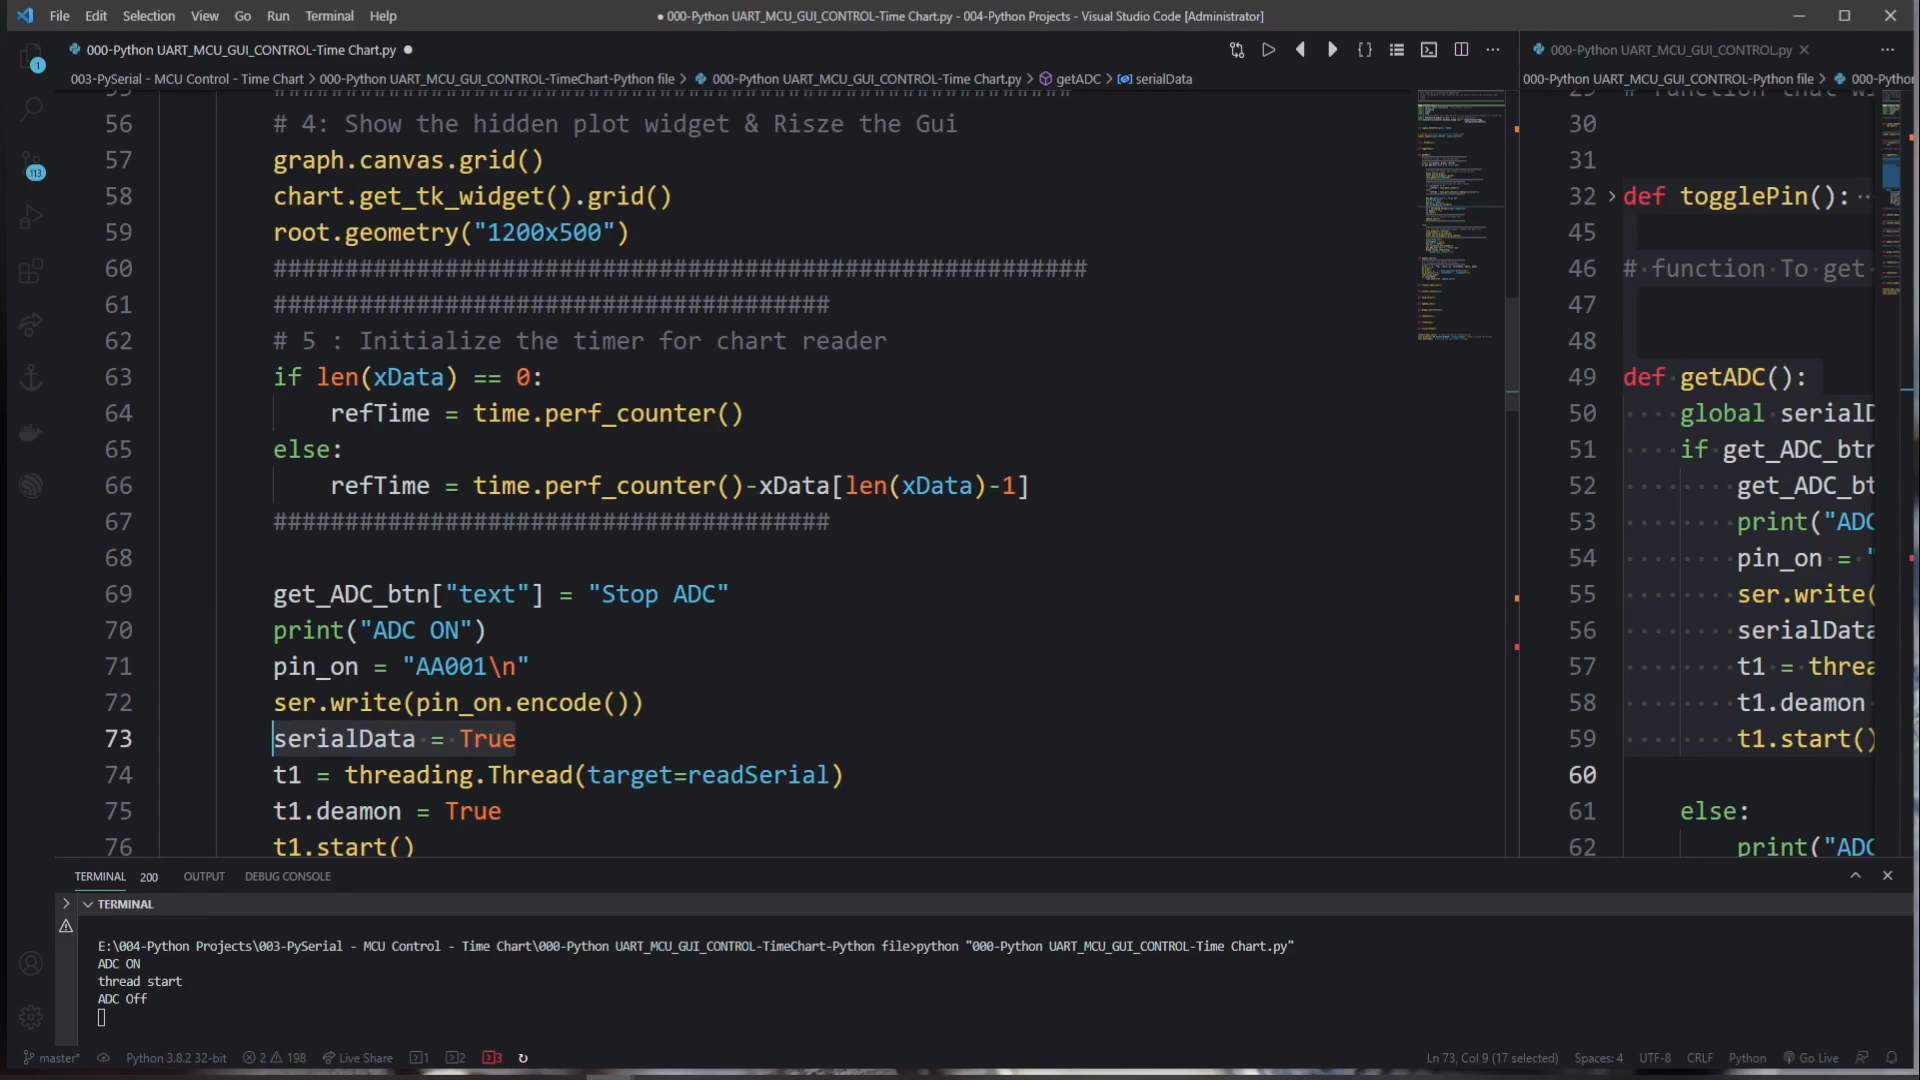 File Edit Selection View Go Run Terminal Help
● 000-Python UART_MCU_GUI_CONTROL-Time Chart.py - 004-Python Projects - Visual Studio Code [Administrator]
000-Python UART_MCU_GUI_CONTROL-Time Chart.py ●
003-PySerial - MCU Control - Time Chart > 000-Python UART_MCU_GUI_CONTROL-TimeChart-Python file > 000-Python UART_MCU_GUI_CONTROL-Time Chart.py > getADC > serialData
56 # 4: Show the hidden plot widget & Risze the Gui
57 graph.canvas.grid()
58 chart.get_tk_widget().grid()
59 root.geometry("1200x500")
60 #########################################################
61 #######################################
62 # 5 : Initialize the timer for chart reader
63 if len(xData) == 0:
64 refTime = time.perf_counter()
65 else:
66 refTime = time.perf_counter()-xData[len(xData)-1]
67 #######################################
68
69 get_ADC_btn["text"] = "Stop ADC"
70 print("ADC ON")
71 pin_on = "AA001\n"
72 ser.write(pin_on.encode())
73 serialData = True
74 t1 = threading.Thread(target=readSerial)
75 t1.deamon = True
76 t1.start()
000-Python UART_MCU_GUI_CONTROL.py
000-Python UART_MCU_GUI_CONTROL-Python file > 000-Pytho
30
31
32 def togglePin(): ··
45
46 # function To get
47
48
49 def getADC():
50 global serialD
51 if get_ADC_btn
52 get_ADC_bt
53 print("ADC
54 pin_on = "
55 ser.write(
56 serialData
57 t1 = threa
58 t1.deamon
59 t1.start()
60
61 else:
62 print("ADC
1
113
TERMINAL 200 OUTPUT DEBUG CONSOLE
TERMINAL
E:\004-Python Projects\003-PySerial - MCU Control - Time Chart\000-Python UART_MCU_GUI_CONTROL-TimeChart-Python file>python "000-Python UART_MCU_GUI_CONTROL-Time Chart.py"
ADC ON
thread start
ADC Off
master* Python 3.8.2 32-bit 2 198 Live Share 1 2 3 Ln 73, Col 9 (17 selected) Spaces: 4 UTF-8 CRLF Python Go Live